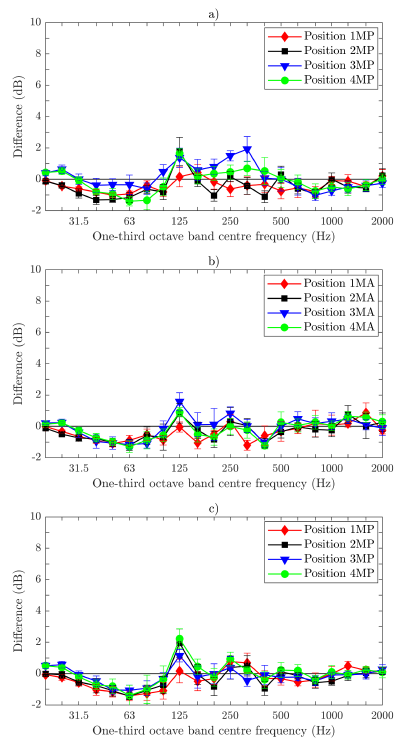 a)
10
8
6
4
2
0
-2
Difference (dB)
Position 1MP
Position 2MP
Position 3MP
Position 4MP
31.5 63 125 250 500 1000 2000
One-third octave band centre frequency (Hz)
b)
10
8
6
4
2
0
-2
Difference (dB)
Position 1MA
Position 2MA
Position 3MA
Position 4MA
31.5 63 125 250 500 1000 2000
One-third octave band centre frequency (Hz)
c)
10
8
6
4
2
0
-2
Difference (dB)
Position 1MP
Position 2MP
Position 3MP
Position 4MP
31.5 63 125 250 500 1000 2000
One-third octave band centre frequency (Hz)